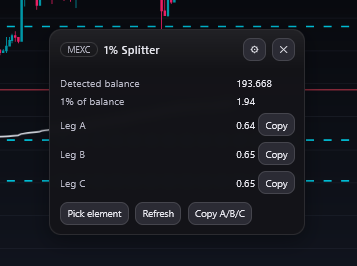 MEXC 1% Splitter
Detected balance 193.668
1% of balance 1.94
Leg A 0.64 Copy
Leg B 0.65 Copy
Leg C 0.65 Copy
Pick element Refresh Copy A/B/C